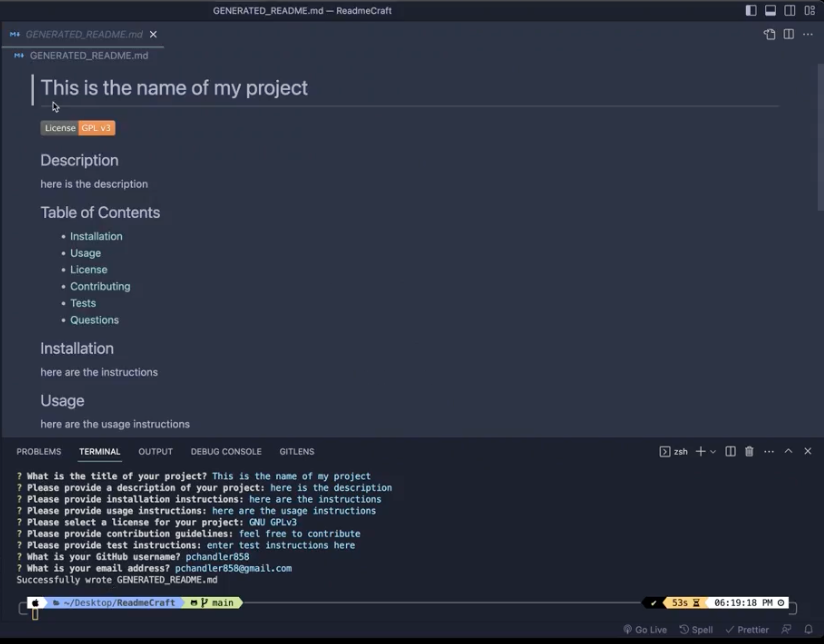 GENERATED_README.md — ReadmeCraft
GENERATED_README.md
GENERATED_README.md
This is the name of my project
License GPL v3
Description
here is the description
Table of Contents
Installation
Usage
License
Contributing
Tests
Questions
Installation
here are the instructions
Usage
here are the usage instructions
PROBLEMS TERMINAL OUTPUT DEBUG CONSOLE GITLENS zsh
? What is the title of your project? This is the name of my project
? Please provide a description of your project: here is the description
? Please provide installation instructions: here are the instructions
? Please provide usage instructions: here are the usage instructions
? Please select a license for your project: GNU GPLv3
? Please provide contribution guidelines: feel free to contribute
? Please provide test instructions: enter test instructions here
? What is your GitHub username? pchandler858
? What is your email address? pchandler858@gmail.com
Successfully wrote GENERATED_README.md
~/Desktop/ReadmeCraft main 53s 06:19:18 PM
Go Live Spell Prettier